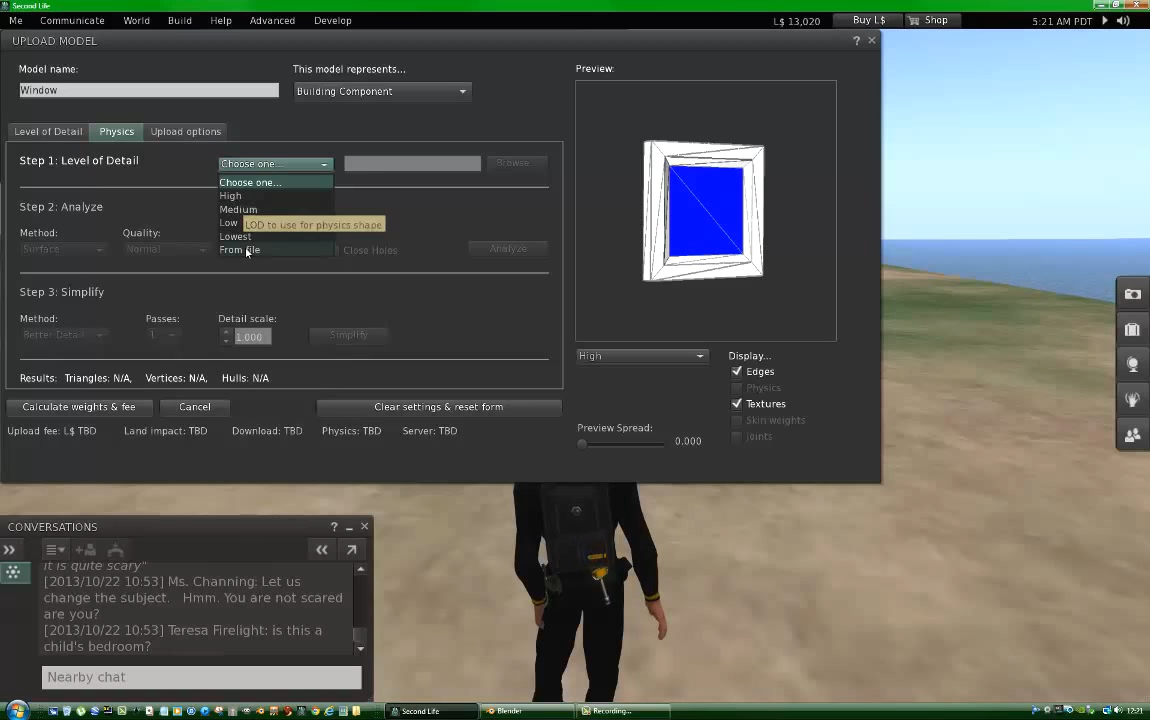 Second Life
Me Communicate World Build Help Advanced Develop L$ 13,020 Buy L$ Shop 5:21 AM PDT
UPLOAD MODEL ?
Model name: This model represents... Preview:
Window Building Component
Level of Detail Physics Upload options
Step 1: Level of Detail Choose one... Browse...
Choose one...
High
Medium
Low LOD to use for physics shape
Lowest
From file
Step 2: Analyze
Method: Quality:
Surface Normal Close Holes Analyze
Step 3: Simplify
Method: Passes: Detail scale:
Better Detail 1 1.000 Simplify
Results: Triangles: N/A, Vertices: N/A, Hulls: N/A
Calculate weights & fee Cancel Clear settings & reset form
Upload fee: L$ TBD Land impact: TBD Download: TBD Physics: TBD Server: TBD
High Display...
Edges
Physics
Textures
Skin weights
Joints
Preview Spread: 0.000
CONVERSATIONS ?
it is quite scary"
[2013/10/22 10:53] Ms. Channing: Let us
change the subject. Hmm. You are not scared
are you?
[2013/10/22 10:53] Teresa Firelight: is this a
child's bedroom?
Nearby chat
Second Life Blender Recording... 12:21